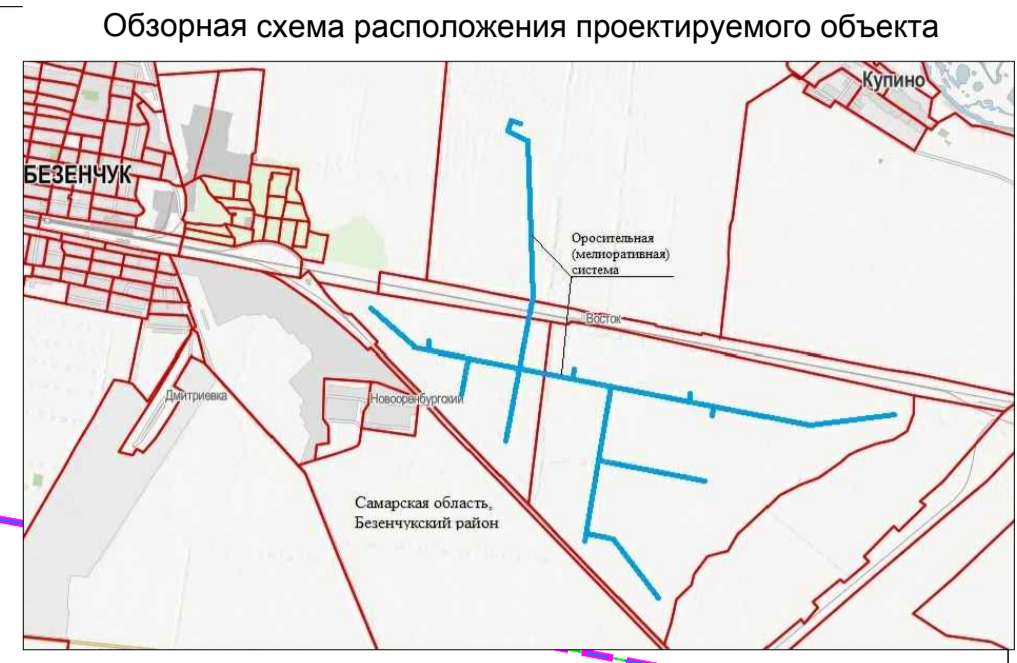 Обзорная схема расположения проектируемого объекта
Купино
БЕЗЕНЧУК
Оросительная
(мелиоративная)
система
Восток
Дмитриевка
Новооренбургский
Самарская область,
Безенчукский район